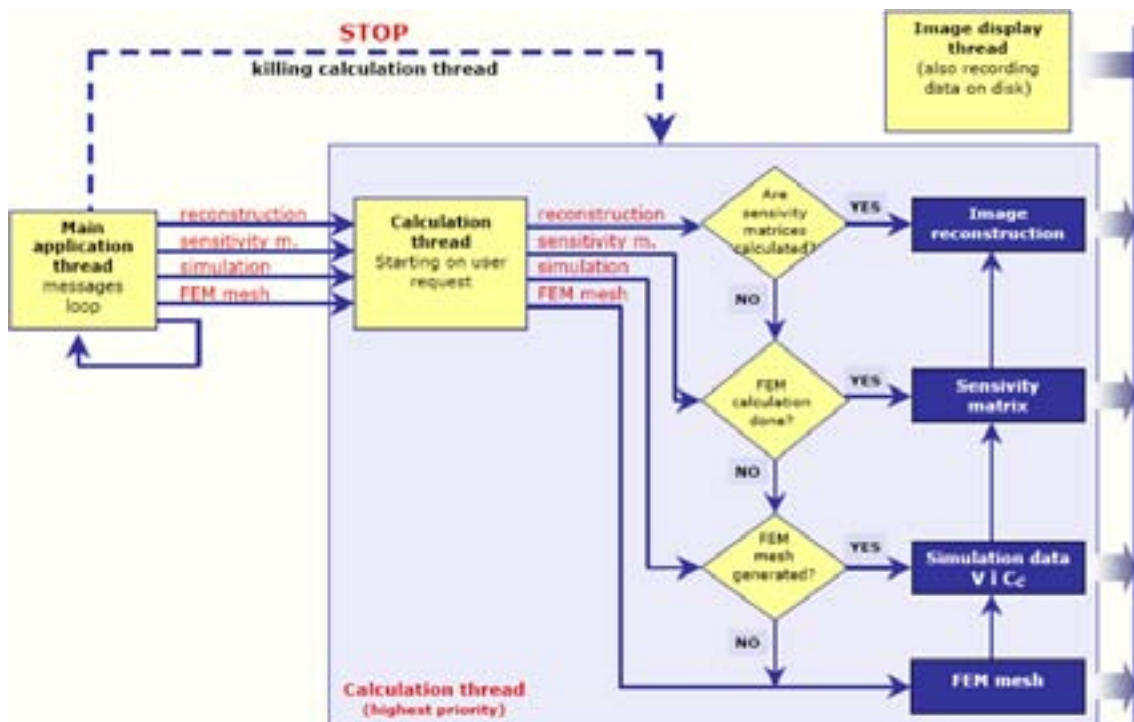 STOP
killing calculation thread
Image display
thread
(also recording
data on disk)
Main
application
thread
messages
loop
reconstruction
sensitivity m.
simulation
FEM mesh
Calculation
thread
Starting on user
request
reconstruction
sensitivity m.
simulation
FEM mesh
Are
sensivity
matrices
calculated?
YES
Image
reconstruction
NO
FEM
calculation
done?
YES
Sensivity
matrix
NO
FEM
mesh
generated?
YES
Simulation data
V i Cc
NO
FEM mesh
Calculation thread
(highest priority)